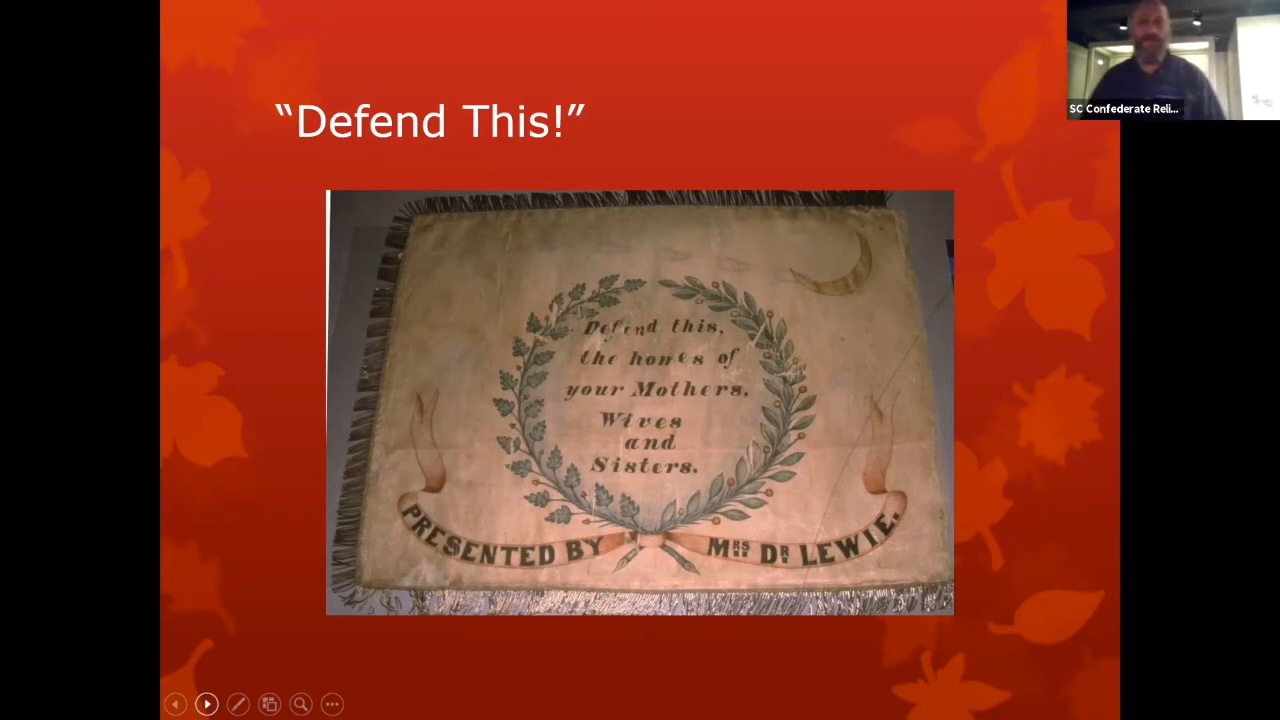 “Defend This!”
SC Confederate Reli...
Defend this,
the homes of
your Mothers,
Wives
and
Sisters.
PRESENTED BY MRS DR LEWIE.